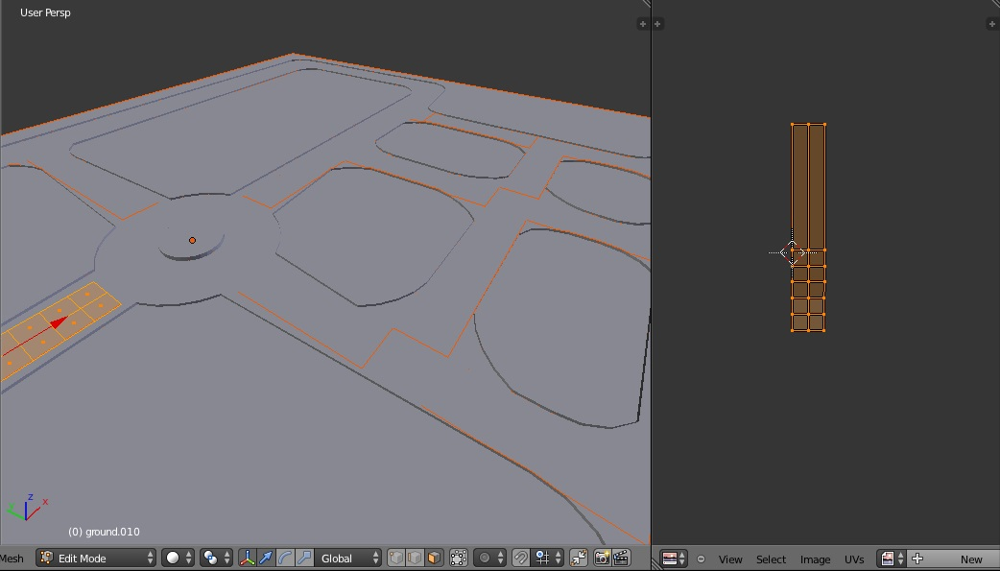 User Persp
z
x
(0) ground.010
Mesh
Edit Mode
Global
View
Select
Image
UVs
New